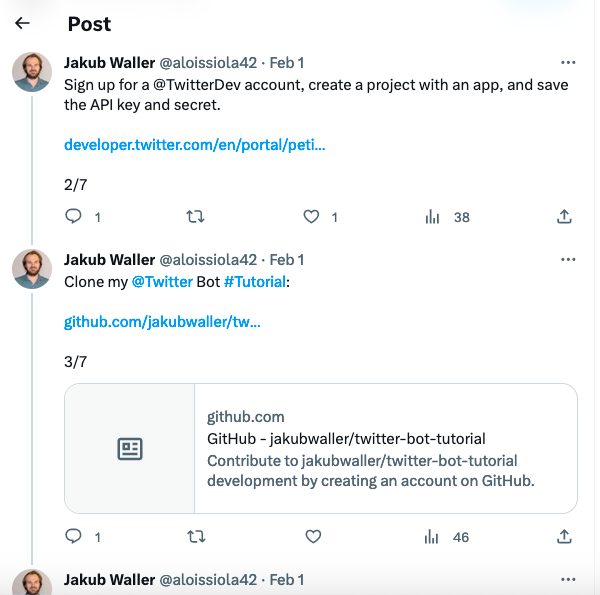 Post
Jakub Waller @aloissiola42 · Feb 1
Sign up for a @TwitterDev account, create a project with an app, and save
the API key and secret.
developer.twitter.com/en/portal/peti...
2/7
1 1 38
Jakub Waller @aloissiola42 · Feb 1
Clone my @Twitter Bot #Tutorial:
github.com/jakubwaller/tw...
3/7
github.com
GitHub - jakubwaller/twitter-bot-tutorial
Contribute to jakubwaller/twitter-bot-tutorial
development by creating an account on GitHub.
1 46
Jakub Waller @aloissiola42 · Feb 1